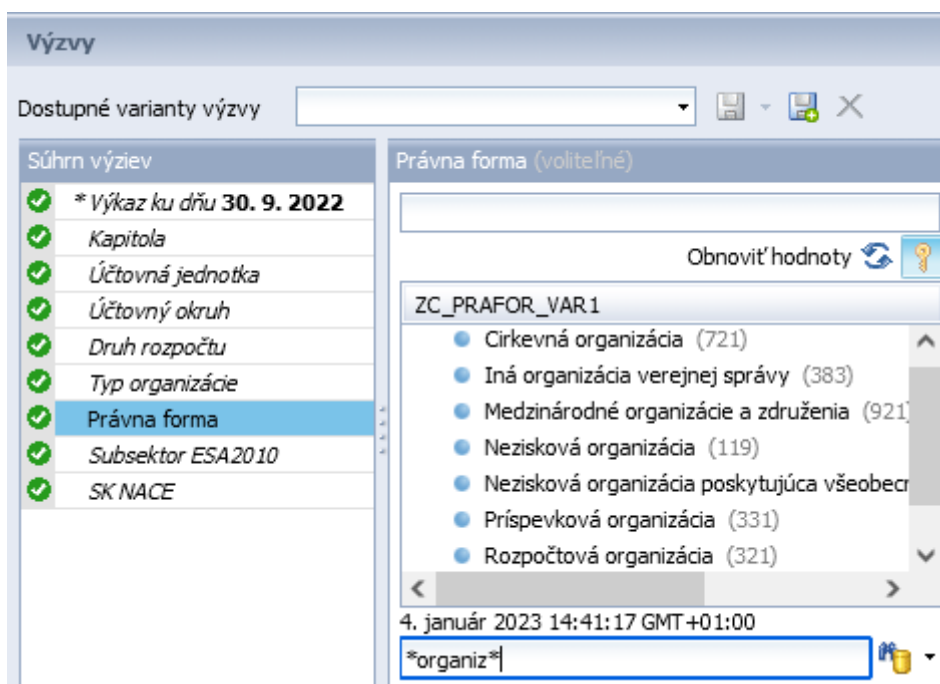 Výzvy
Dostupné varianty výzvy
Súhrn výziev
* Výkaz ku dňu 30. 9. 2022
Kapitola
Účtovná jednotka
Účtovný okruh
Druh rozpočtu
Typ organizácie
Právna forma
Subsektor ESA2010
SK NACE
Právna forma (voliteľné)
Obnoviť hodnoty
ZC_PRAFOR_VAR1
Cirkevná organizácia (721)
Iná organizácia verejnej správy (383)
Medzinárodné organizácie a združenia (921)
Nezisková organizácia (119)
Nezisková organizácia poskytujúca všeobecn
Príspevková organizácia (331)
Rozpočtová organizácia (321)
4. január 2023 14:41:17 GMT+01:00
*organiz*